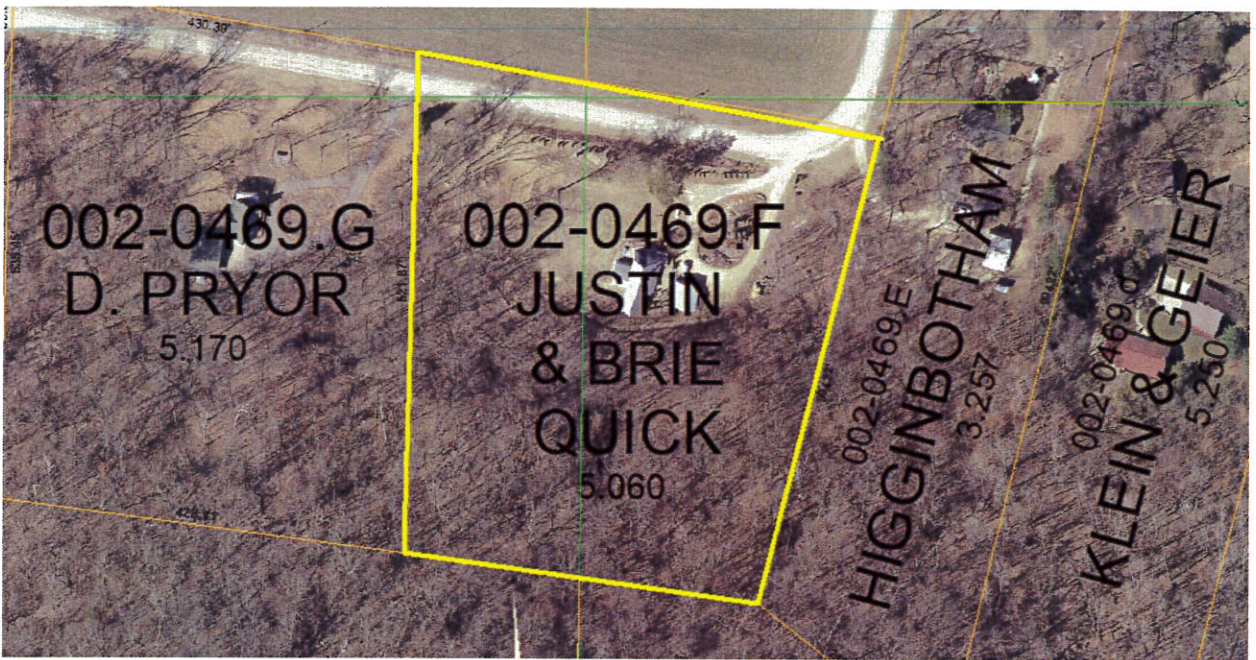 430.39'
002-0469.G
D. PRYOR
5.170
002-0469.F
JUSTIN
& BRIE
QUICK
5.060
002-0469.E
HIGGINBOTHAM
3.257
KLEIN & GEIER
5.250